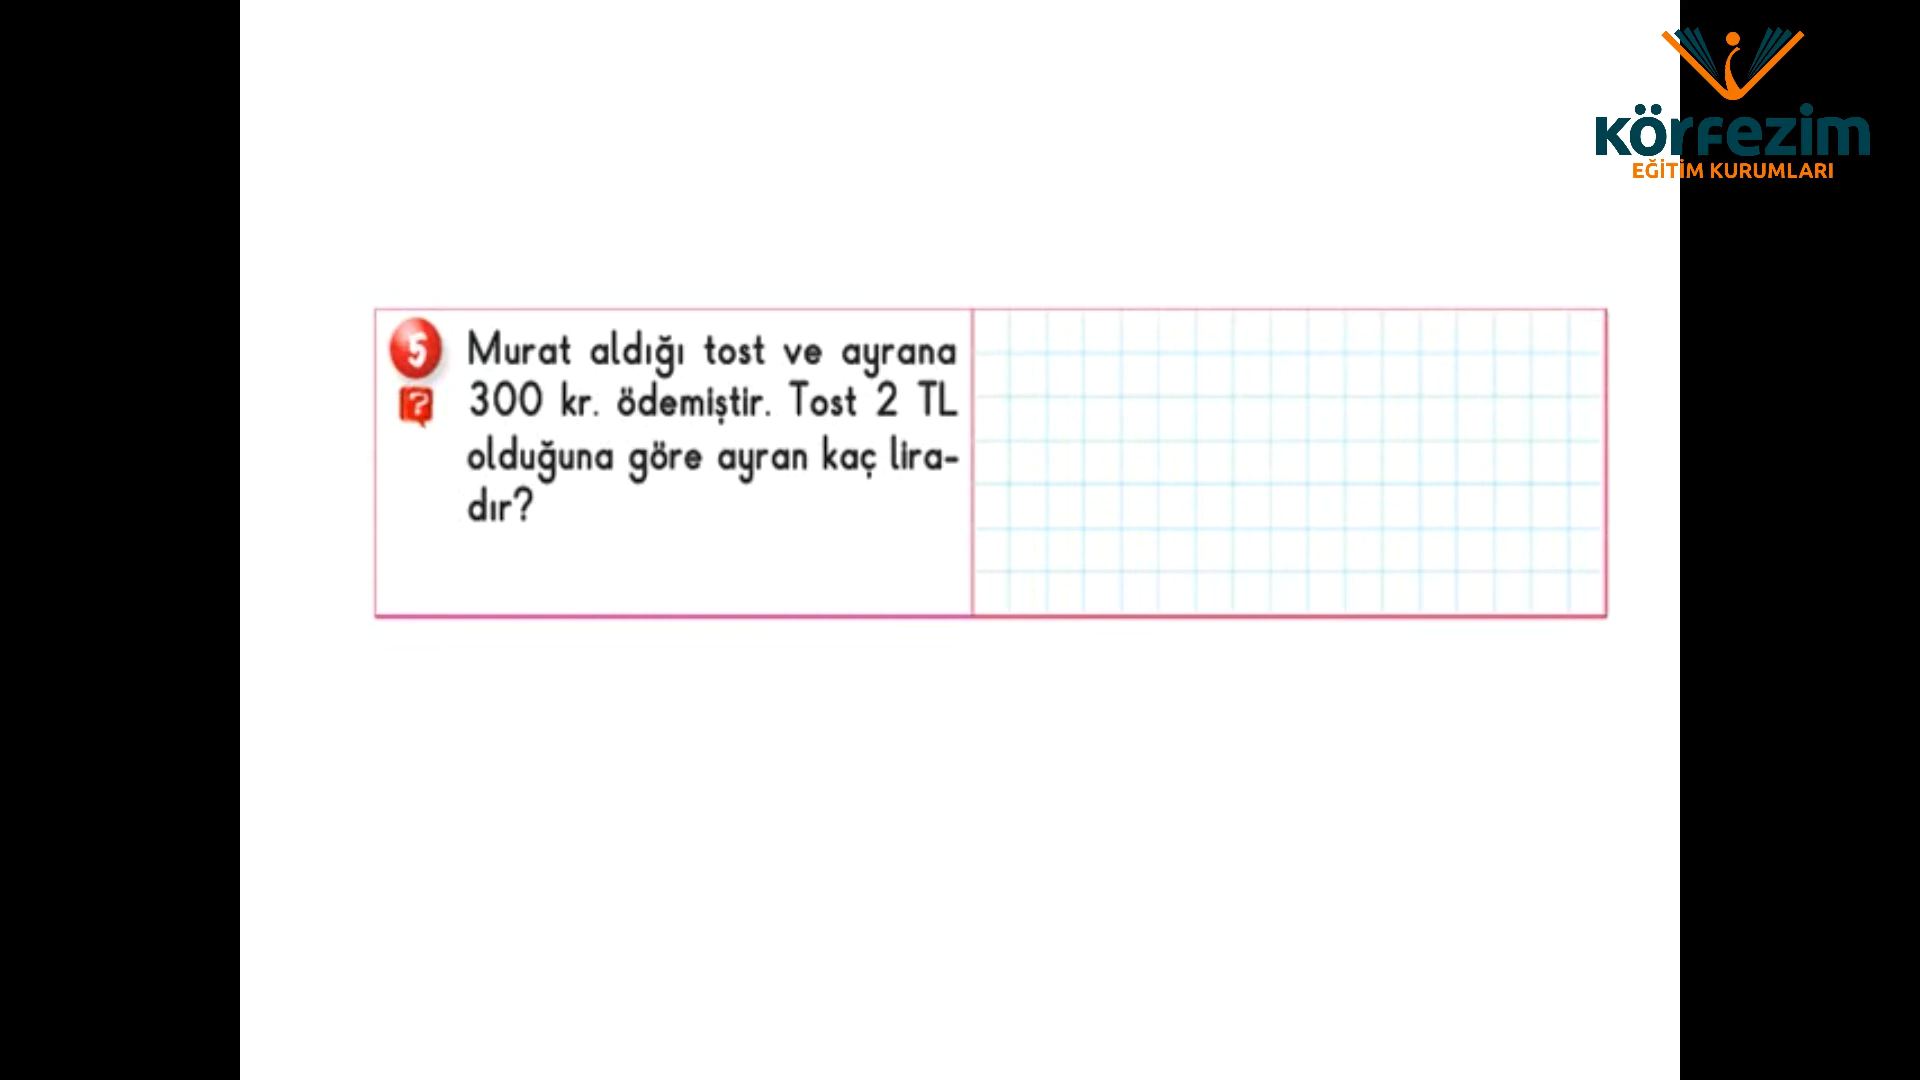 Körfezim
EĞİTİM KURUMLARI
5 Murat aldığı tost ve ayrana
? 300 kr. ödemiştir. Tost 2 TL
olduğuna göre ayran kaç lira-
dır?